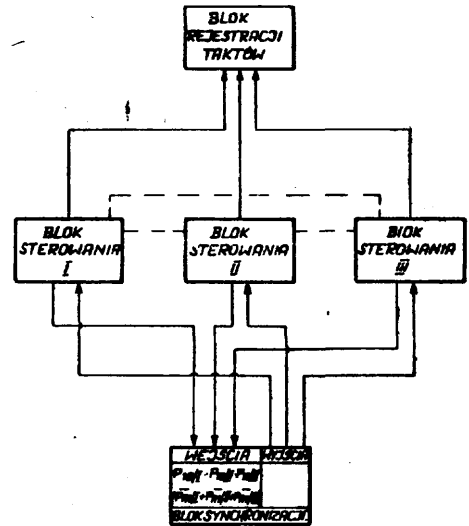 BLOK
REJESTRACJI
TAKTÓW
BLOK
STEROWANIA
I
BLOK
STEROWANIA
II
BLOK
STEROWANIA
III
WEJŚCIA WYJŚCIA
BLOK SYNCHRONIZACJI